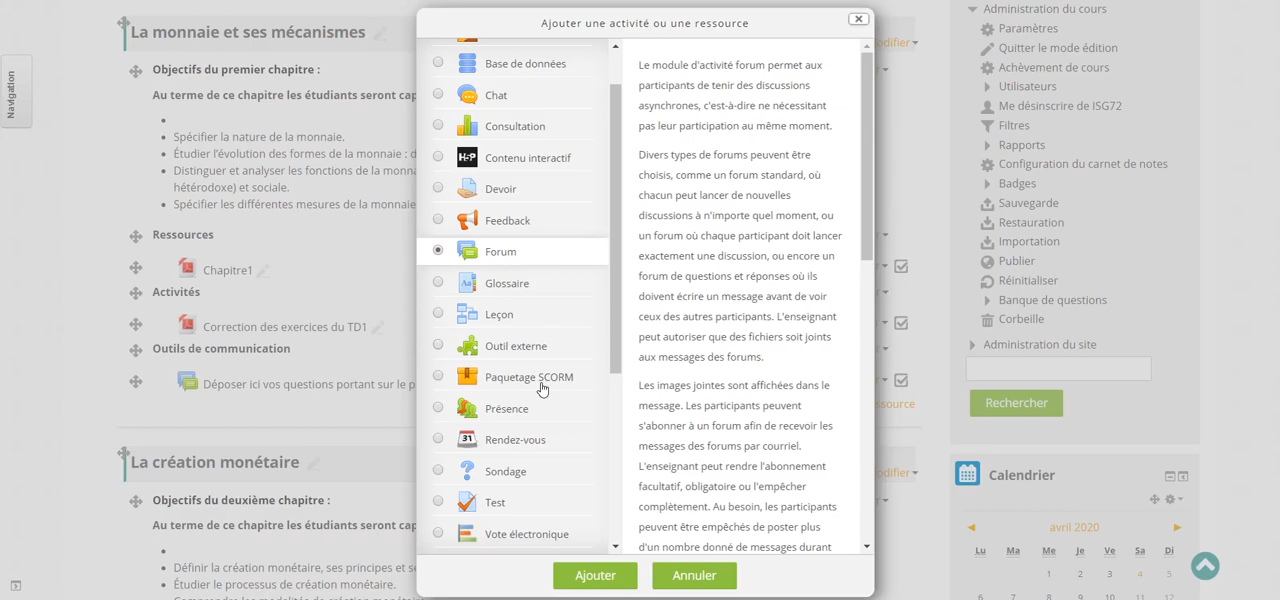 Navigation
La monnaie et ses mécanismes
Objectifs du premier chapitre :
Au terme de ce chapitre les étudiants seront cap
Spécifier la nature de la monnaie.
Étudier l'évolution des formes de la monnaie : d
Distinguer et analyser les fonctions de la monna
hétérodoxe) et sociale.
Spécifier les différentes mesures de la monnaie
Ressources
Chapitre1
Activités
Correction des exercices du TD1
Outils de communication
Déposer ici vos questions portant sur le p
La création monétaire
Objectifs du deuxième chapitre :
Au terme de ce chapitre les étudiants seront cap
Définir la création monétaire, ses principes et s
Étudier le processus de création monétaire.
Ajouter une activité ou une ressource
Base de données
Chat
Consultation
H-P
Contenu interactif
Devoir
Feedback
Forum
Aa
Glossaire
Leçon
Outil externe
Paquetage SCORM
Présence
31
Rendez-vous
Sondage
Test
Vote électronique
Le module d'activité forum permet aux
participants de tenir des discussions
asynchrones, c'est-à-dire ne nécessitant
pas leur participation au même moment.
Divers types de forums peuvent être
choisis, comme un forum standard, où
chacun peut lancer de nouvelles
discussions à n'importe quel moment, ou
un forum où chaque participant doit lancer
exactement une discussion, ou encore un
forum de questions et réponses où ils
doivent écrire un message avant de voir
ceux des autres participants. L'enseignant
peut autoriser que des fichiers soit joints
aux messages des forums.
Les images jointes sont affichées dans le
message. Les participants peuvent
s'abonner à un forum afin de recevoir les
messages des forums par courriel.
L'enseignant peut rendre l'abonnement
facultatif, obligatoire ou l'empêcher
complètement. Au besoin, les participants
peuvent être empêchés de poster plus
d'un nombre donné de messages durant
Ajouter
Annuler
odifier
ssource
odifier
Administration du cours
Paramètres
Quitter le mode édition
Achèvement de cours
Utilisateurs
Me désinscrire de ISG72
Filtres
Rapports
Configuration du carnet de notes
Badges
Sauvegarde
Restauration
Importation
Publier
Réinitialiser
Banque de questions
Corbeille
Administration du site
Rechercher
Calendrier
avril 2020
Lu Ma Me Je Ve Sa Di
1 2 3 4 5